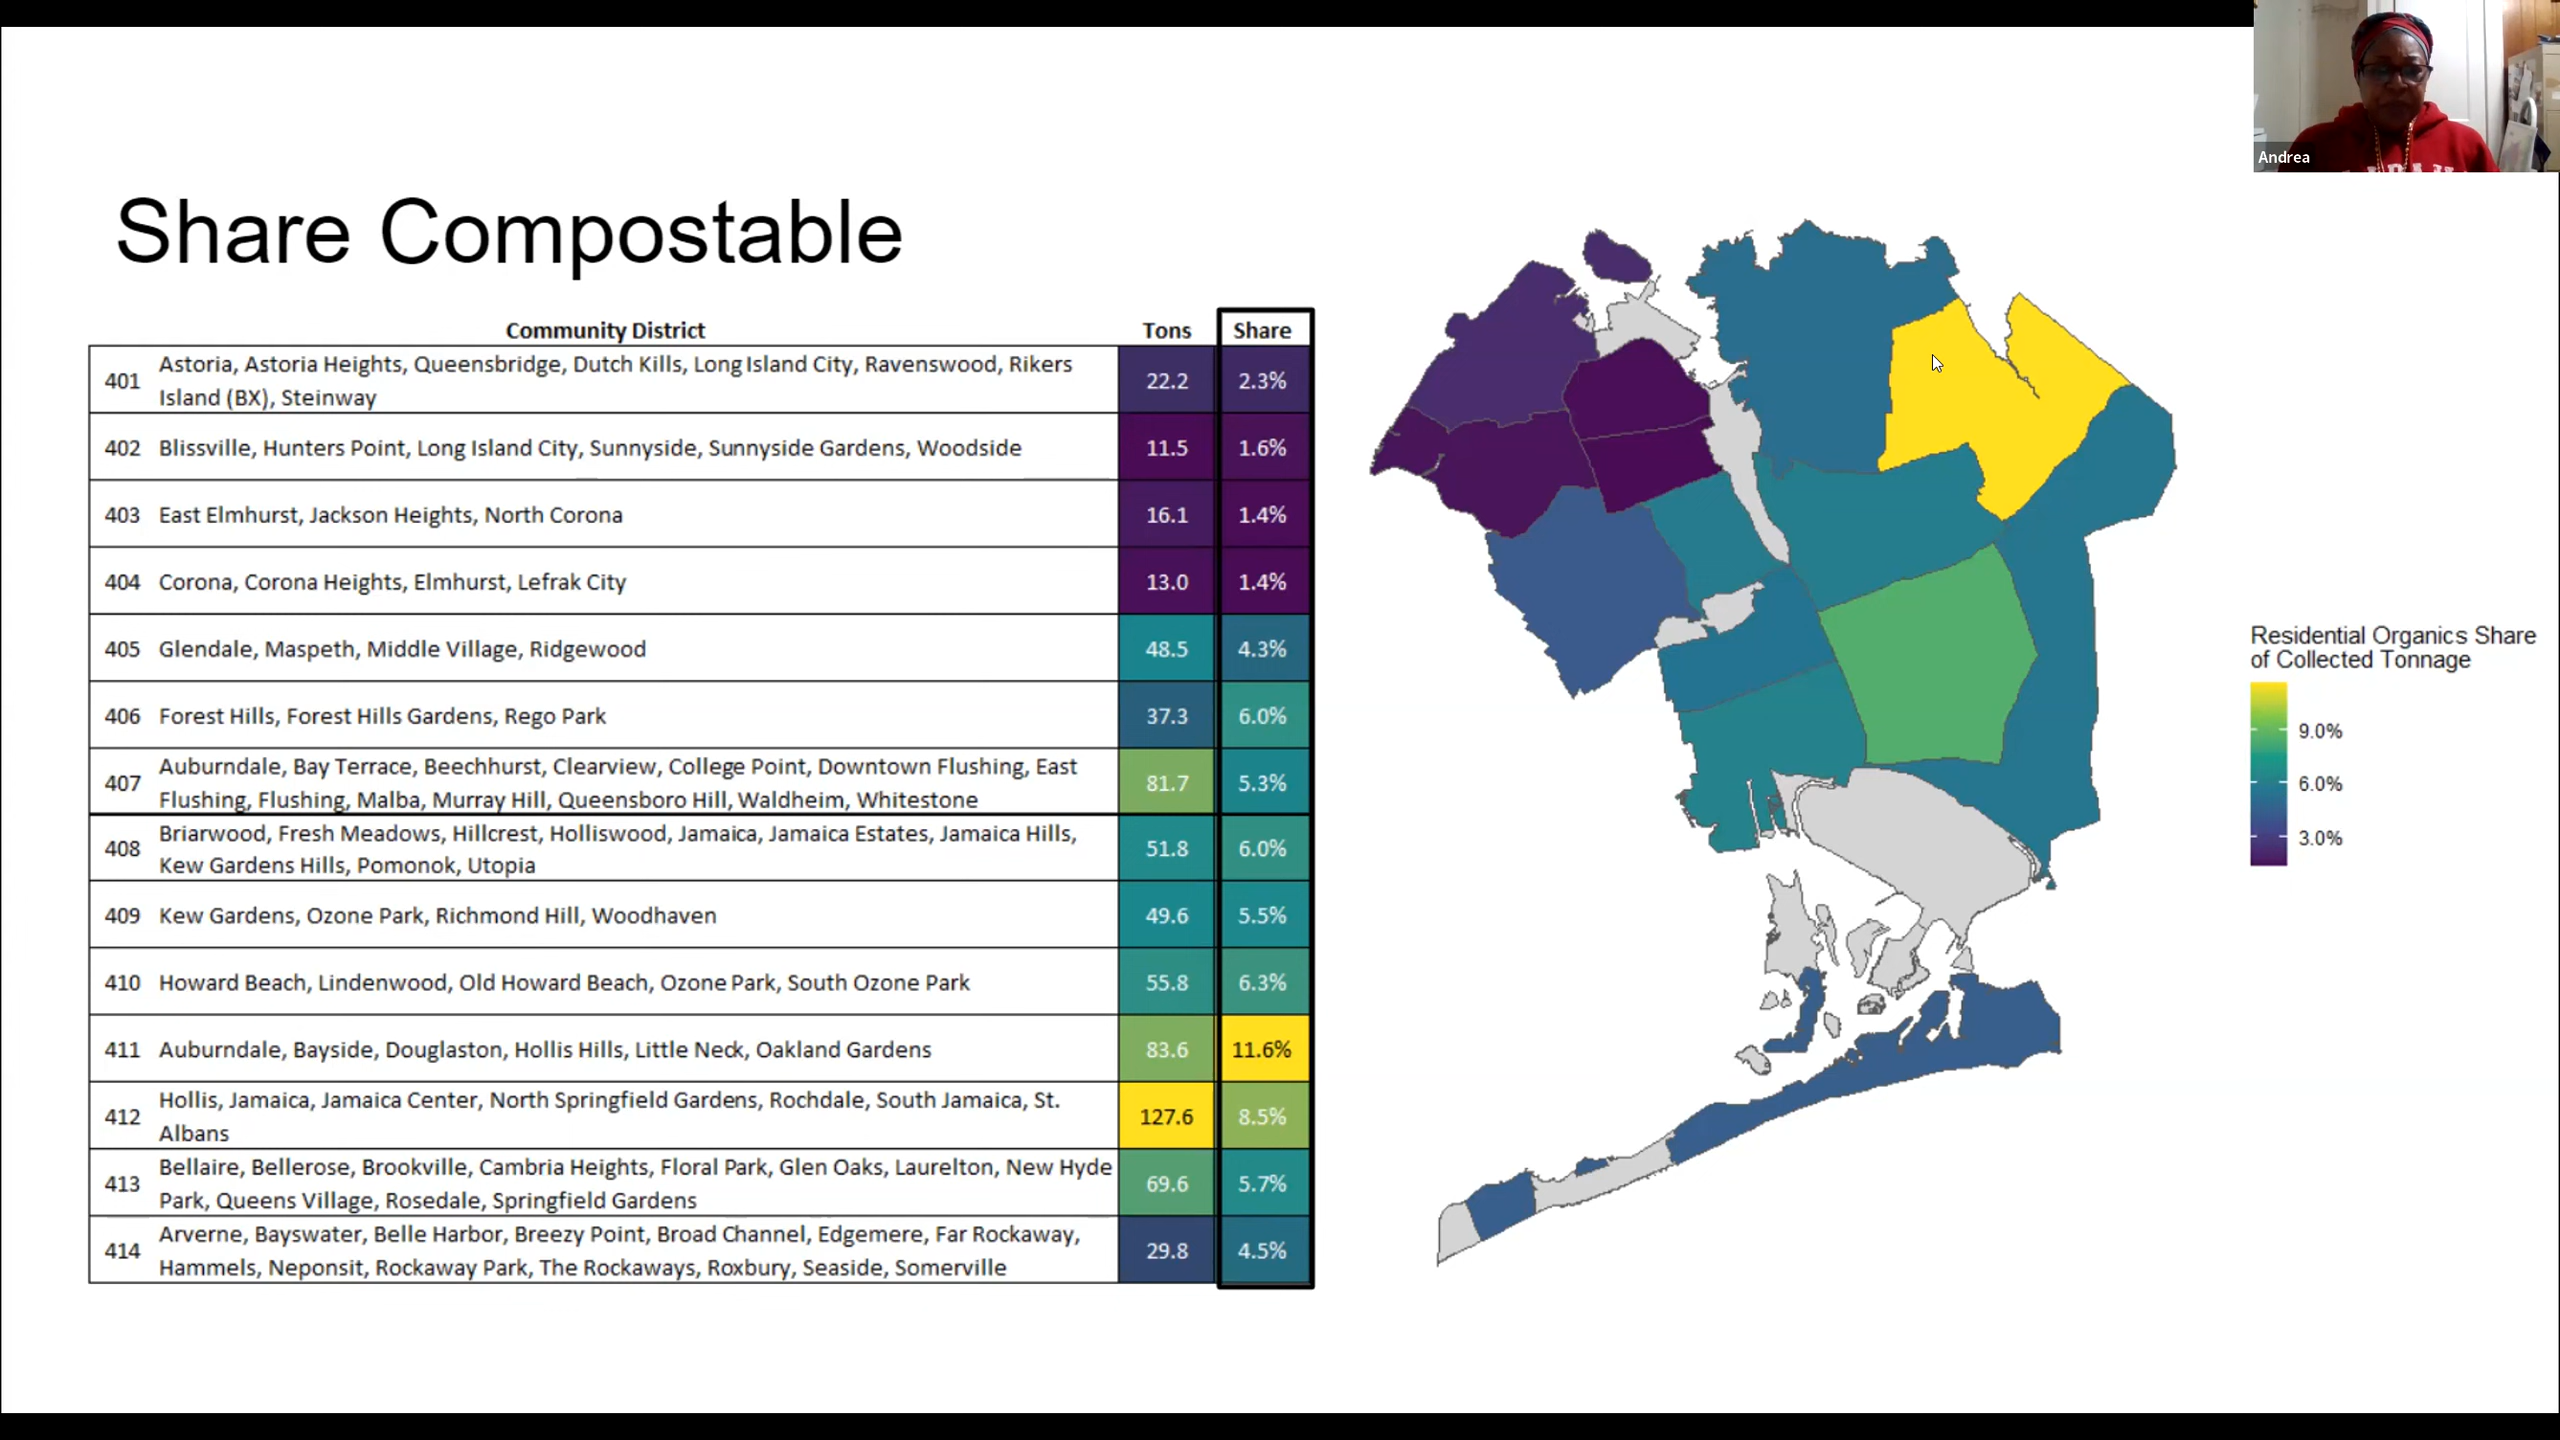 Andrea
Share Compostable
Community District Tons Share
401 Astoria, Astoria Heights, Queensbridge, Dutch Kills, Long Island City, Ravenswood, Rikers
Island (BX), Steinway 22.2 2.3%
402 Blissville, Hunters Point, Long Island City, Sunnyside, Sunnyside Gardens, Woodside 11.5 1.6%
403 East Elmhurst, Jackson Heights, North Corona 16.1 1.4%
404 Corona, Corona Heights, Elmhurst, Lefrak City 13.0 1.4%
405 Glendale, Maspeth, Middle Village, Ridgewood 48.5 4.3%
406 Forest Hills, Forest Hills Gardens, Rego Park 37.3 6.0%
407 Auburndale, Bay Terrace, Beechhurst, Clearview, College Point, Downtown Flushing, East
Flushing, Flushing, Malba, Murray Hill, Queensboro Hill, Waldheim, Whitestone 81.7 5.3%
408 Briarwood, Fresh Meadows, Hillcrest, Holliswood, Jamaica, Jamaica Estates, Jamaica Hills,
Kew Gardens Hills, Pomonok, Utopia 51.8 6.0%
409 Kew Gardens, Ozone Park, Richmond Hill, Woodhaven 49.6 5.5%
410 Howard Beach, Lindenwood, Old Howard Beach, Ozone Park, South Ozone Park 55.8 6.3%
411 Auburndale, Bayside, Douglaston, Hollis Hills, Little Neck, Oakland Gardens 83.6 11.6%
412 Hollis, Jamaica, Jamaica Center, North Springfield Gardens, Rochdale, South Jamaica, St.
Albans 127.6 8.5%
413 Bellaire, Bellerose, Brookville, Cambria Heights, Floral Park, Glen Oaks, Laurelton, New Hyde
Park, Queens Village, Rosedale, Springfield Gardens 69.6 5.7%
414 Arverne, Bayswater, Belle Harbor, Breezy Point, Broad Channel, Edgemere, Far Rockaway,
Hammels, Neponsit, Rockaway Park, The Rockaways, Roxbury, Seaside, Somerville 29.8 4.5%
Residential Organics Share
of Collected Tonnage
9.0%
6.0%
3.0%